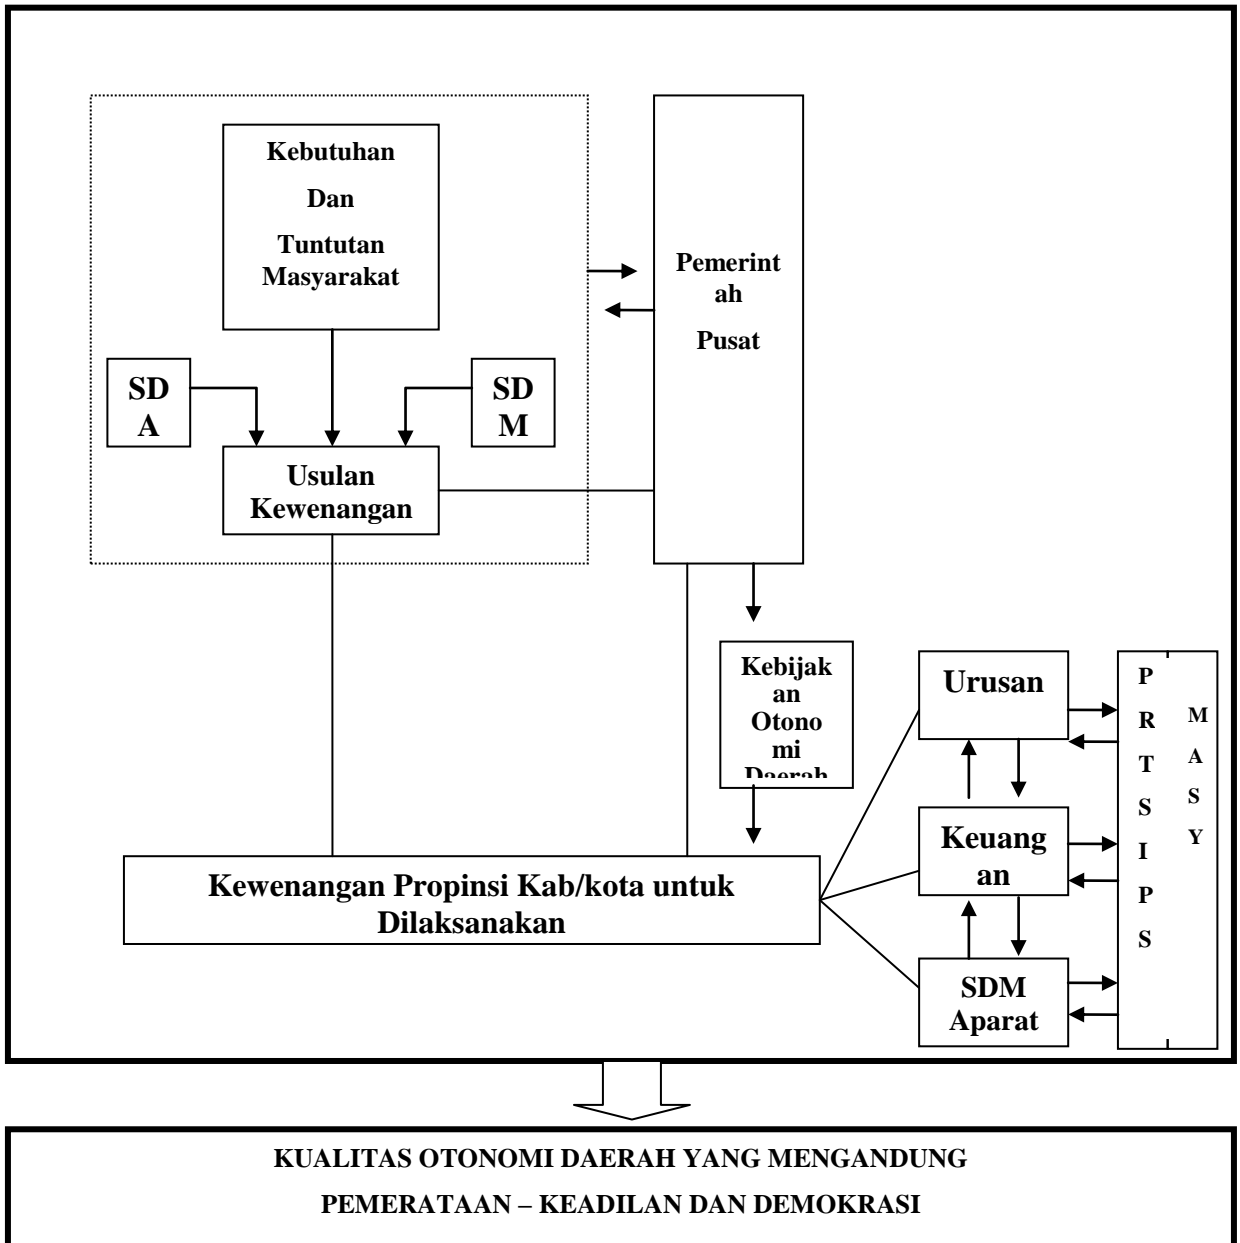 Kebutuhan
Dan
Tuntutan
Masyarakat
SD
A
SD
M
Usulan
Kewenangan
Pemerint
ah
Pusat
Kebijak
an
Otono
mi
Daerah
Kewenangan Propinsi Kab/kota untuk
Dilaksanakan
Urusan
Keuang
an
SDM
Aparat
P
R
T
S
I
P
S
M
A
S
Y
KUALITAS OTONOMI DAERAH YANG MENGANDUNG
PEMERATAAN – KEADILAN DAN DEMOKRASI